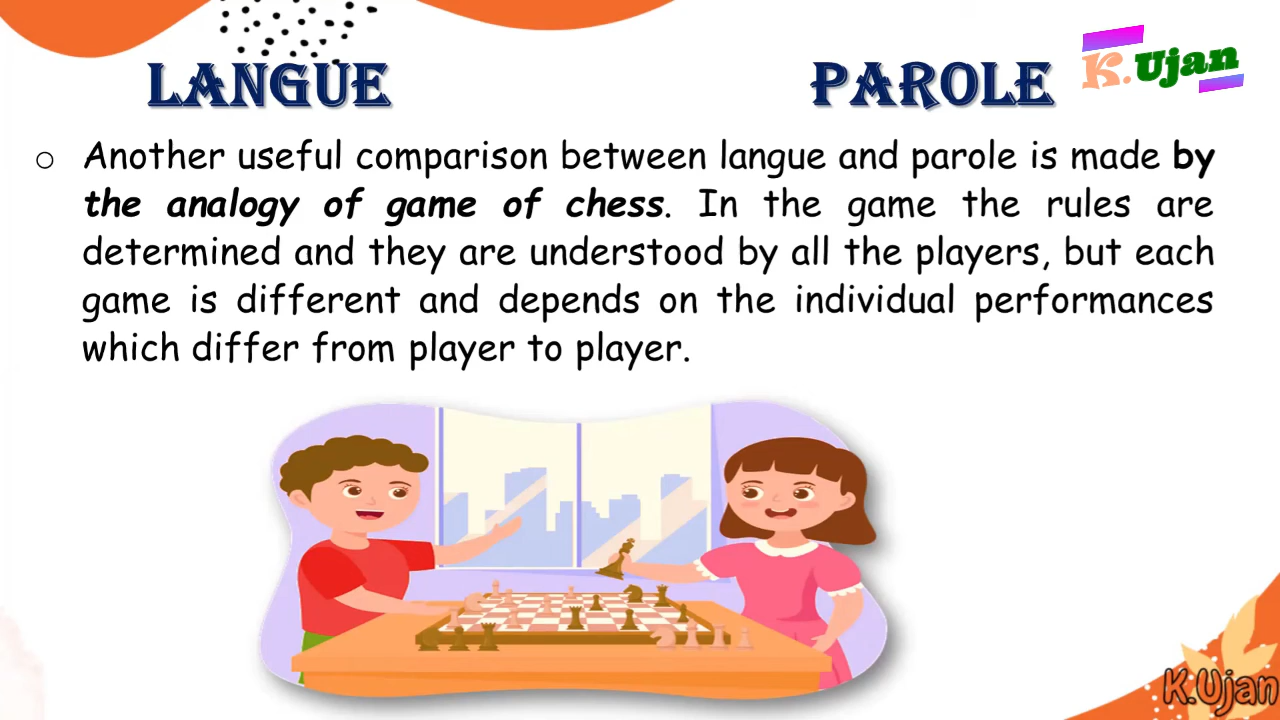 LANGUE PAROLE K.Ujan
o Another useful comparison between langue and parole is made by
the analogy of game of chess. In the game the rules are
determined and they are understood by all the players, but each
game is different and depends on the individual performances
which differ from player to player.
K.Ujan